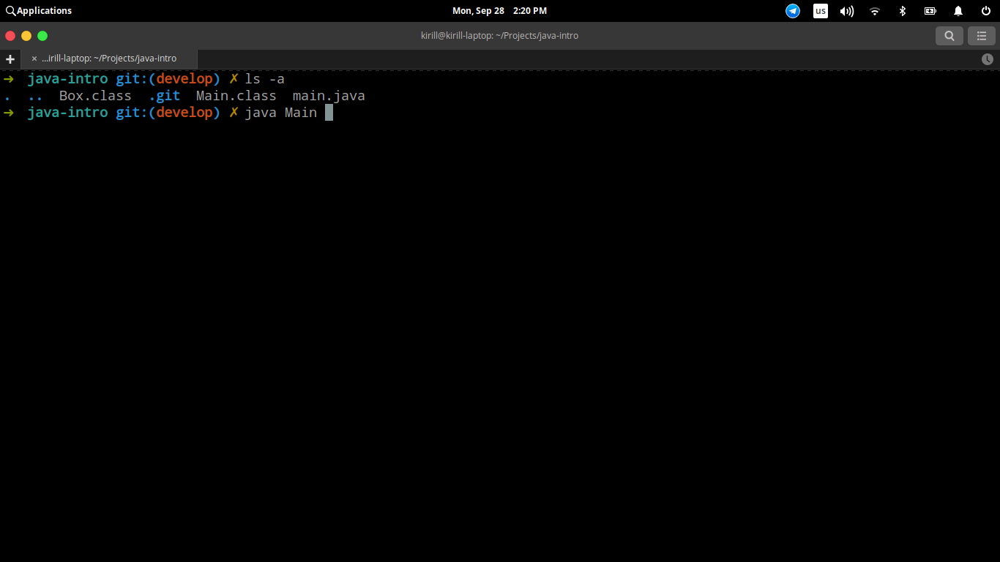 Applications Mon, Sep 28 2:20 PM us
kirill@kirill-laptop: ~/Projects/java-intro
+ × ...irill-laptop: ~/Projects/java-intro
➜ java-intro git:(develop) ✗ ls -a
. .. Box.class .git Main.class main.java
➜ java-intro git:(develop) ✗ java Main